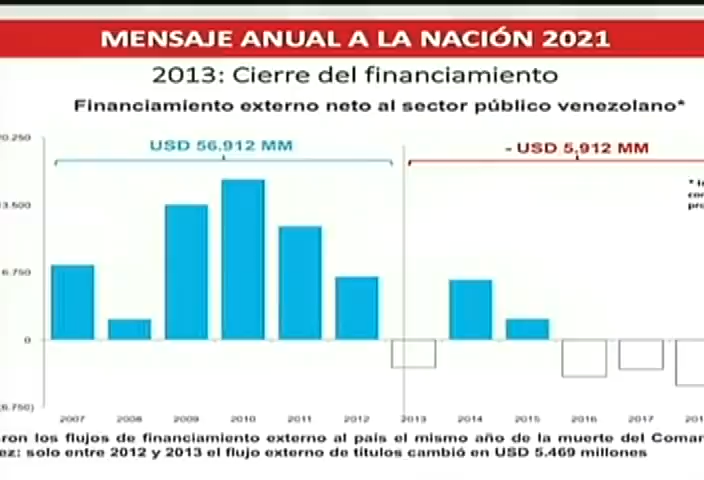 MENSAJE ANUAL A LA NACIÓN 2021
2013: Cierre del financiamiento
Financiamiento externo neto al sector público venezolano*
USD 56.912 MM
- USD 5.912 MM
20.250
13.500
6.750
0
(6.750)
2007 2008 2009 2010 2011 2012 2013 2014 2015 2016 2017
ron los flujos de financiamiento externo al país el mismo año de la muerte del Coman
ez: solo entre 2012 y 2013 el flujo externo de títulos cambió en USD 5.469 millones